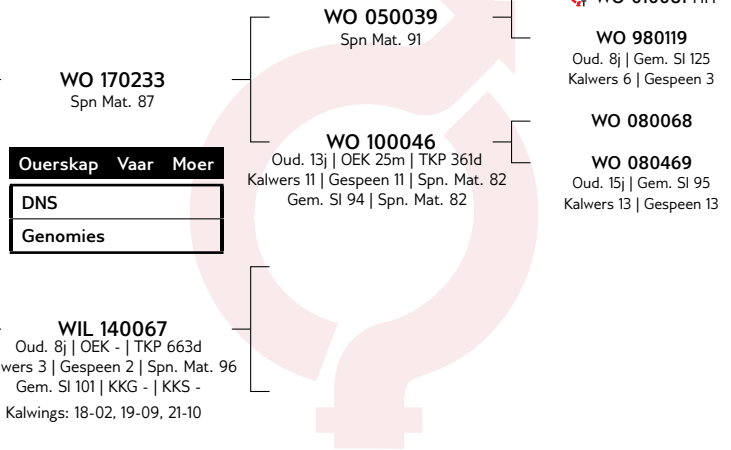 WO 050039
Spn Mat. 91
WO 980119
Oud. 8j | Gem. SI 125
Kalwers 6 | Gespeen 3
WO 170233
Spn Mat. 87
WO 080068
WO 100046
Oud. 13j | OEK 25m | TKP 361d
Kalwers 11 | Gespeen 11 | Spn. Mat. 82
Gem. SI 94 | Spn. Mat. 82
WO 080469
Oud. 15j | Gem. SI 95
Kalwers 13 | Gespeen 13
Ouerskap Vaar Moer
DNS
Genomies
WIL 140067
Oud. 8j | OEK - | TKP 663d
wers 3 | Gespeen 2 | Spn. Mat. 96
Gem. SI 101 | KKG - | KKS -
Kalwings: 18-02, 19-09, 21-10